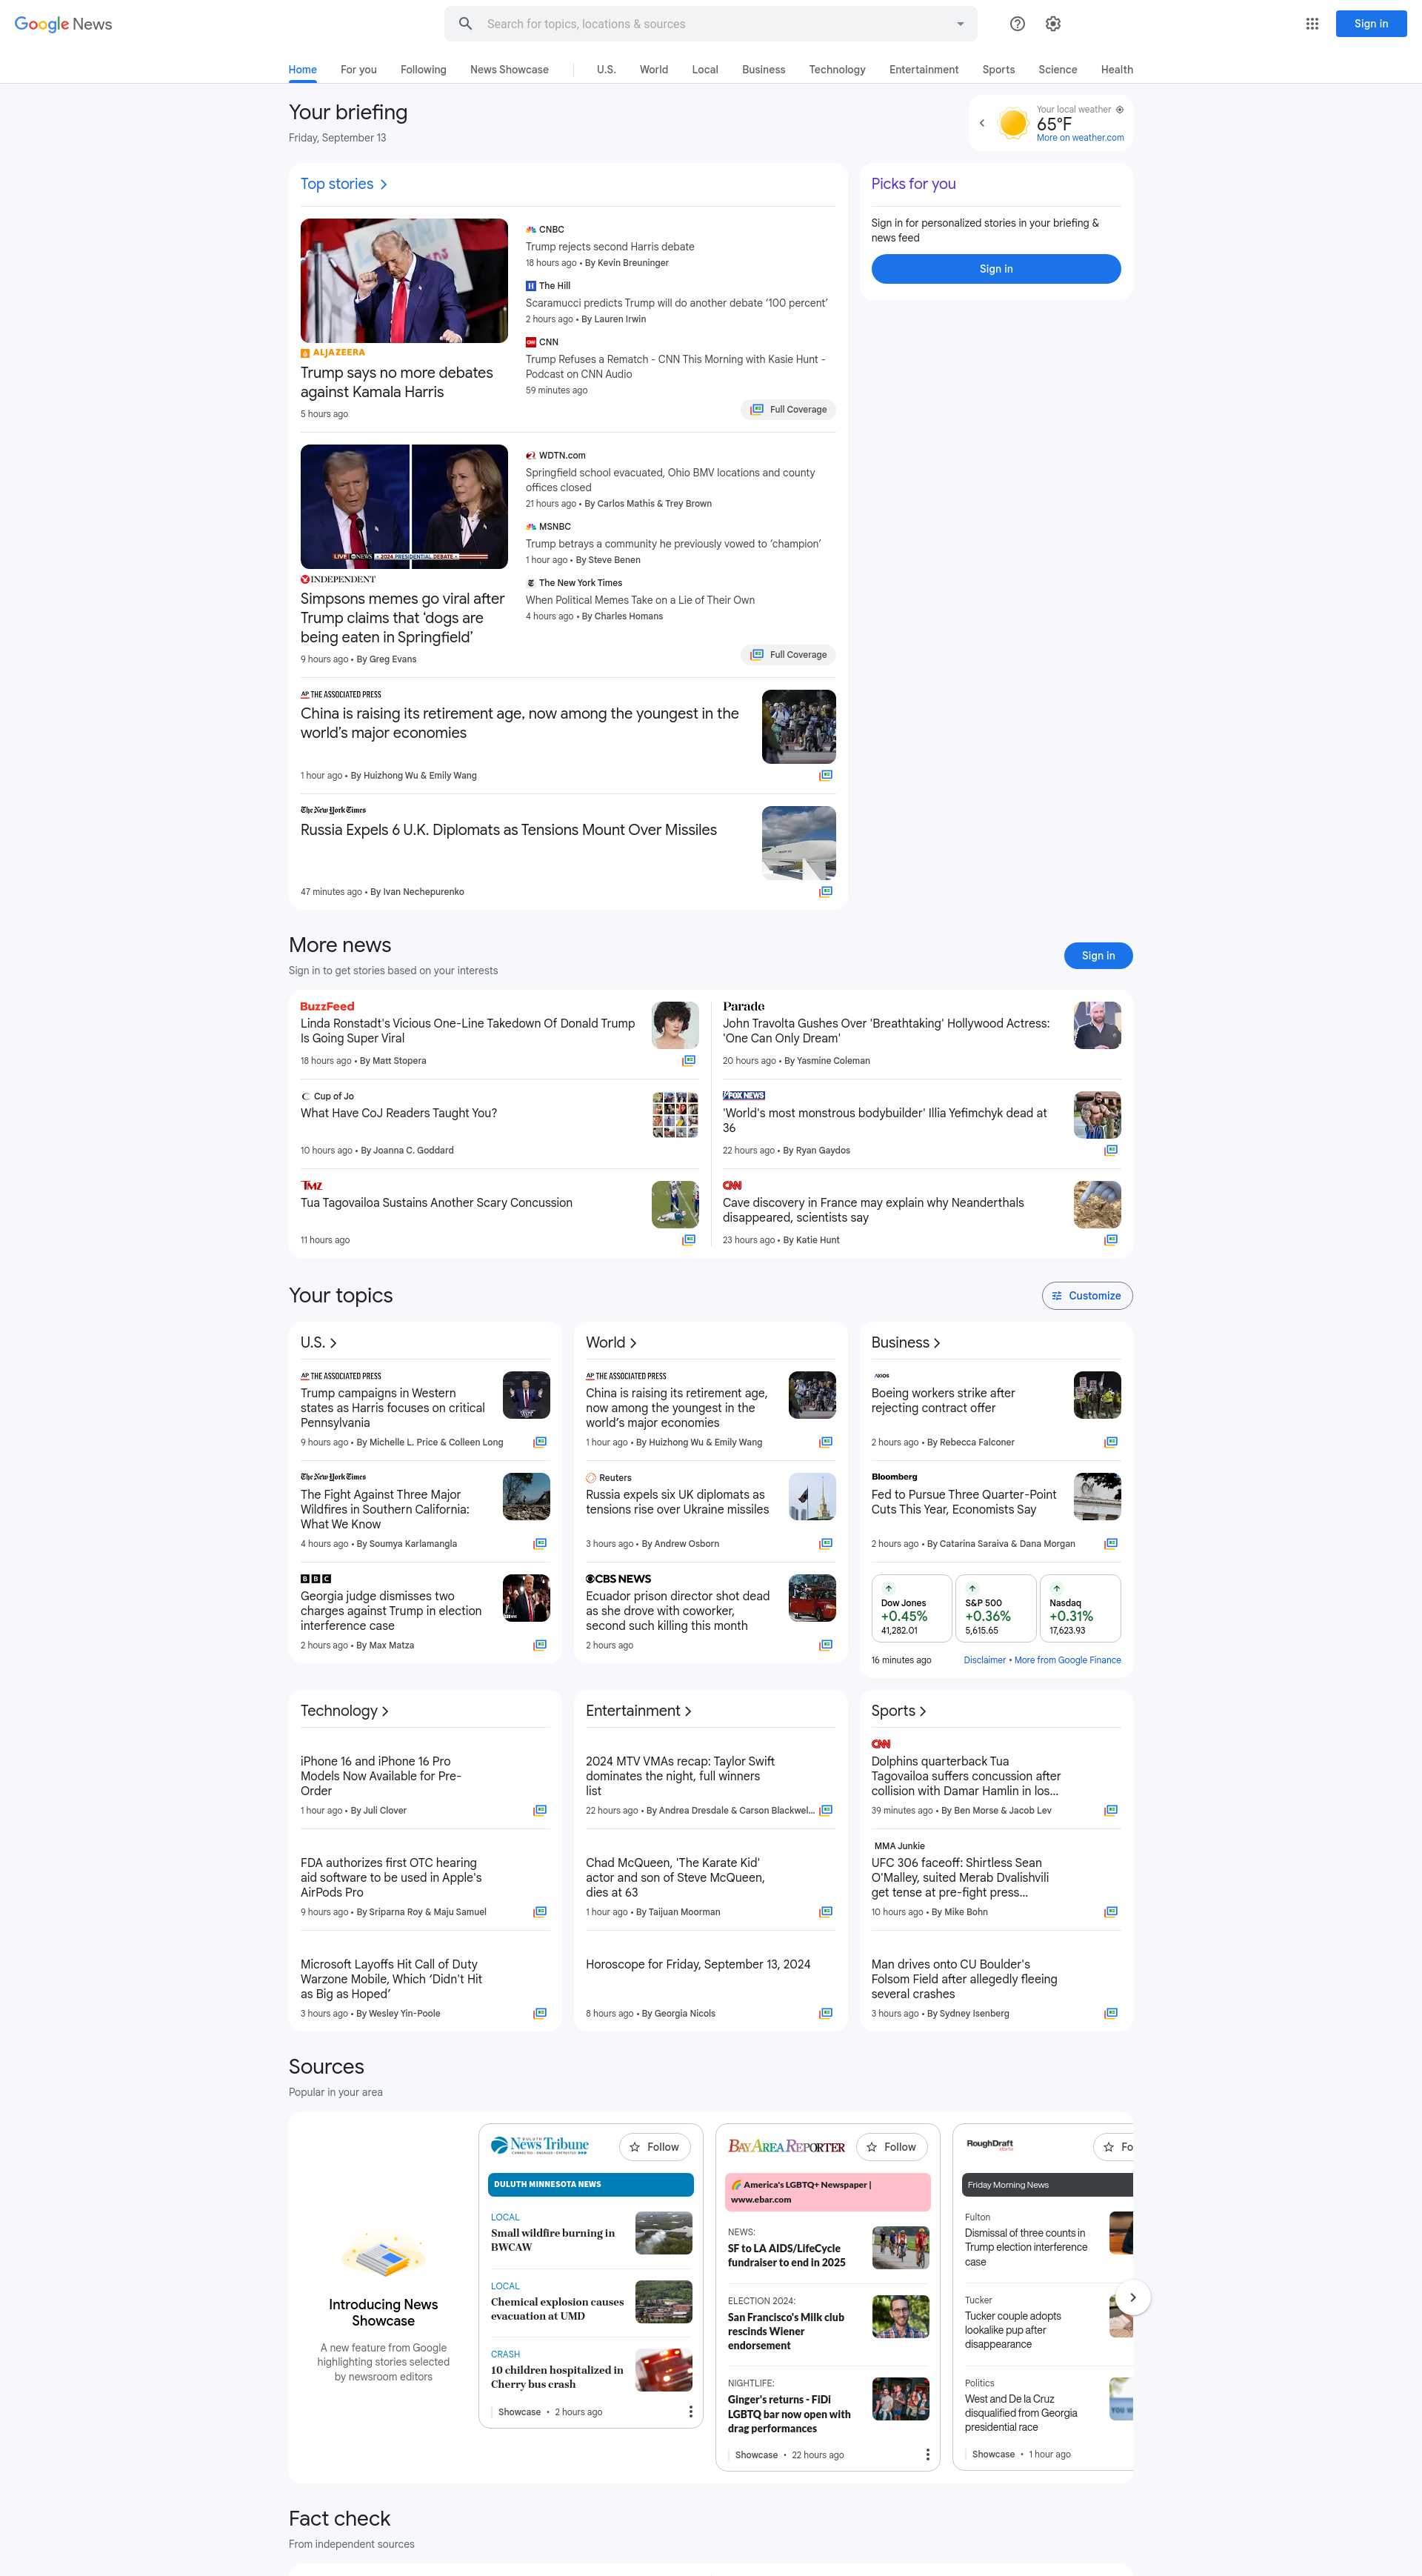 Google News
Search for topics, locations & sources
Sign in
Home
For you
Following
News Showcase
U.S.
World
Local
Business
Technology
Entertainment
Sports
Science
Health
Your briefing
Friday, September 13
Your local weather
65°F
More on weather.com
Top stories
ALJAZEERA
Trump says no more debates
against Kamala Harris
5 hours ago
CNBC
Trump rejects second Harris debate
18 hours ago • By Kevin Breuninger
The Hill
Scaramucci predicts Trump will do another debate ‘100 percent’
2 hours ago • By Lauren Irwin
CNN
Trump Refuses a Rematch - CNN This Morning with Kasie Hunt -
Podcast on CNN Audio
59 minutes ago
Full Coverage
LIVE abc NEWS 2024 PRESIDENTIAL DEBATE
INDEPENDENT
Simpsons memes go viral after
Trump claims that ‘dogs are
being eaten in Springfield’
9 hours ago • By Greg Evans
WDTN.com
Springfield school evacuated, Ohio BMV locations and county
offices closed
21 hours ago • By Carlos Mathis & Trey Brown
MSNBC
Trump betrays a community he previously vowed to ‘champion’
1 hour ago • By Steve Benen
The New York Times
When Political Memes Take on a Lie of Their Own
4 hours ago • By Charles Homans
Full Coverage
AP THE ASSOCIATED PRESS
China is raising its retirement age, now among the youngest in the
world’s major economies
1 hour ago • By Huizhong Wu & Emily Wang
The New York Times
Russia Expels 6 U.K. Diplomats as Tensions Mount Over Missiles
47 minutes ago • By Ivan Nechepurenko
Picks for you
Sign in for personalized stories in your briefing &
news feed
Sign in
More news
Sign in to get stories based on your interests
Sign in
BuzzFeed
Linda Ronstadt's Vicious One-Line Takedown Of Donald Trump
Is Going Super Viral
18 hours ago • By Matt Stopera
Cup of Jo
What Have CoJ Readers Taught You?
10 hours ago • By Joanna C. Goddard
TMZ
Tua Tagovailoa Sustains Another Scary Concussion
11 hours ago
Parade
John Travolta Gushes Over 'Breathtaking' Hollywood Actress:
'One Can Only Dream'
20 hours ago • By Yasmine Coleman
FOX NEWS
'World's most monstrous bodybuilder' Illia Yefimchyk dead at
36
22 hours ago • By Ryan Gaydos
CNN
Cave discovery in France may explain why Neanderthals
disappeared, scientists say
23 hours ago • By Katie Hunt
Your topics
Customize
U.S.
AP THE ASSOCIATED PRESS
Trump campaigns in Western
states as Harris focuses on critical
Pennsylvania
9 hours ago • By Michelle L. Price & Colleen Long
The New York Times
The Fight Against Three Major
Wildfires in Southern California:
What We Know
4 hours ago • By Soumya Karlamangla
BBC
Georgia judge dismisses two
charges against Trump in election
interference case
2 hours ago • By Max Matza
World
AP THE ASSOCIATED PRESS
China is raising its retirement age,
now among the youngest in the
world’s major economies
1 hour ago • By Huizhong Wu & Emily Wang
Reuters
Russia expels six UK diplomats as
tensions rise over Ukraine missiles
3 hours ago • By Andrew Osborn
CBS NEWS
Ecuador prison director shot dead
as she drove with coworker,
second such killing this month
2 hours ago
Business
AXIOS
Boeing workers strike after
rejecting contract offer
2 hours ago • By Rebecca Falconer
Bloomberg
Fed to Pursue Three Quarter-Point
Cuts This Year, Economists Say
2 hours ago • By Catarina Saraiva & Dana Morgan
Dow Jones
+0.45%
41,282.01
S&P 500
+0.36%
5,615.65
Nasdaq
+0.31%
17,623.93
16 minutes ago
Disclaimer • More from Google Finance
Technology
iPhone 16 and iPhone 16 Pro
Models Now Available for Pre-
Order
1 hour ago • By Juli Clover
FDA authorizes first OTC hearing
aid software to be used in Apple's
AirPods Pro
9 hours ago • By Sriparna Roy & Maju Samuel
Microsoft Layoffs Hit Call of Duty
Warzone Mobile, Which ‘Didn't Hit
as Big as Hoped’
3 hours ago • By Wesley Yin-Poole
Entertainment
2024 MTV VMAs recap: Taylor Swift
dominates the night, full winners
list
22 hours ago • By Andrea Dresdale & Carson Blackwel...
Chad McQueen, 'The Karate Kid'
actor and son of Steve McQueen,
dies at 63
1 hour ago • By Taijuan Moorman
Horoscope for Friday, September 13, 2024
8 hours ago • By Georgia Nicols
Sports
CNN
Dolphins quarterback Tua
Tagovailoa suffers concussion after
collision with Damar Hamlin in los...
39 minutes ago • By Ben Morse & Jacob Lev
MMA Junkie
UFC 306 faceoff: Shirtless Sean
O'Malley, suited Merab Dvalishvili
get tense at pre-fight press...
10 hours ago • By Mike Bohn
Man drives onto CU Boulder's
Folsom Field after allegedly fleeing
several crashes
3 hours ago • By Sydney Isenberg
Sources
Popular in your area
Introducing News
Showcase
A new feature from Google
highlighting stories selected
by newsroom editors
DULUTH
News Tribune
Follow
DULUTH MINNESOTA NEWS
LOCAL
Small wildfire burning in
BWCAW
LOCAL
Chemical explosion causes
evacuation at UMD
CRASH
10 children hospitalized in
Cherry bus crash
Showcase • 2 hours ago
BAY AREA REPORTER
Follow
America's LGBTQ+ Newspaper |
www.ebar.com
NEWS:
SF to LA AIDS/LifeCycle
fundraiser to end in 2025
ELECTION 2024:
San Francisco's Milk club
rescinds Wiener
endorsement
NIGHTLIFE:
Ginger's returns - FiDi
LGBTQ bar now open with
drag performances
Showcase • 22 hours ago
RoughDraft
Fo
Friday Morning News
Fulton
Dismissal of three counts in
Trump election interference
case
Tucker
Tucker couple adopts
lookalike pup after
disappearance
Politics
West and De la Cruz
disqualified from Georgia
presidential race
Showcase • 1 hour ago
Fact check
From independent sources